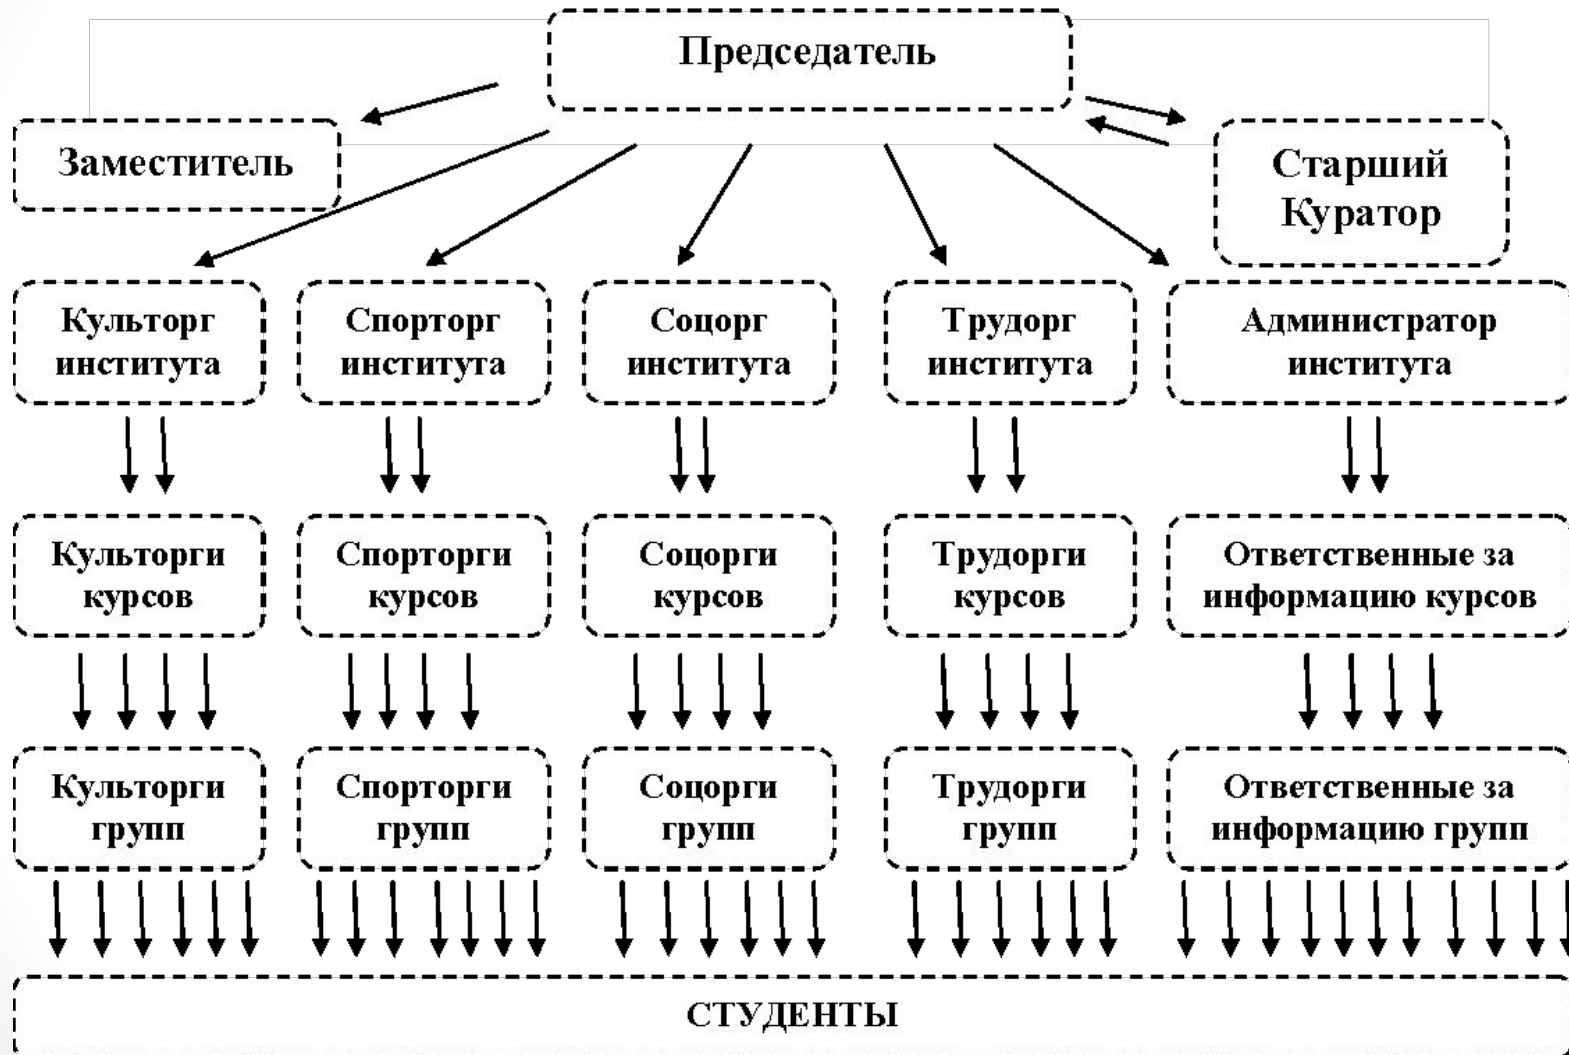 Председатель
Заместитель
Старший
Куратор
Культорг
института
Спорторг
института
Соцорг
института
Трудорг
института
Администратор
института
Культорги
курсов
Спорторги
курсов
Соцорги
курсов
Трудорги
курсов
Ответственные за
информацию курсов
Культорги
групп
Спорторги
групп
Соцорги
групп
Трудорги
групп
Ответственные за
информацию групп
СТУДЕНТЫ